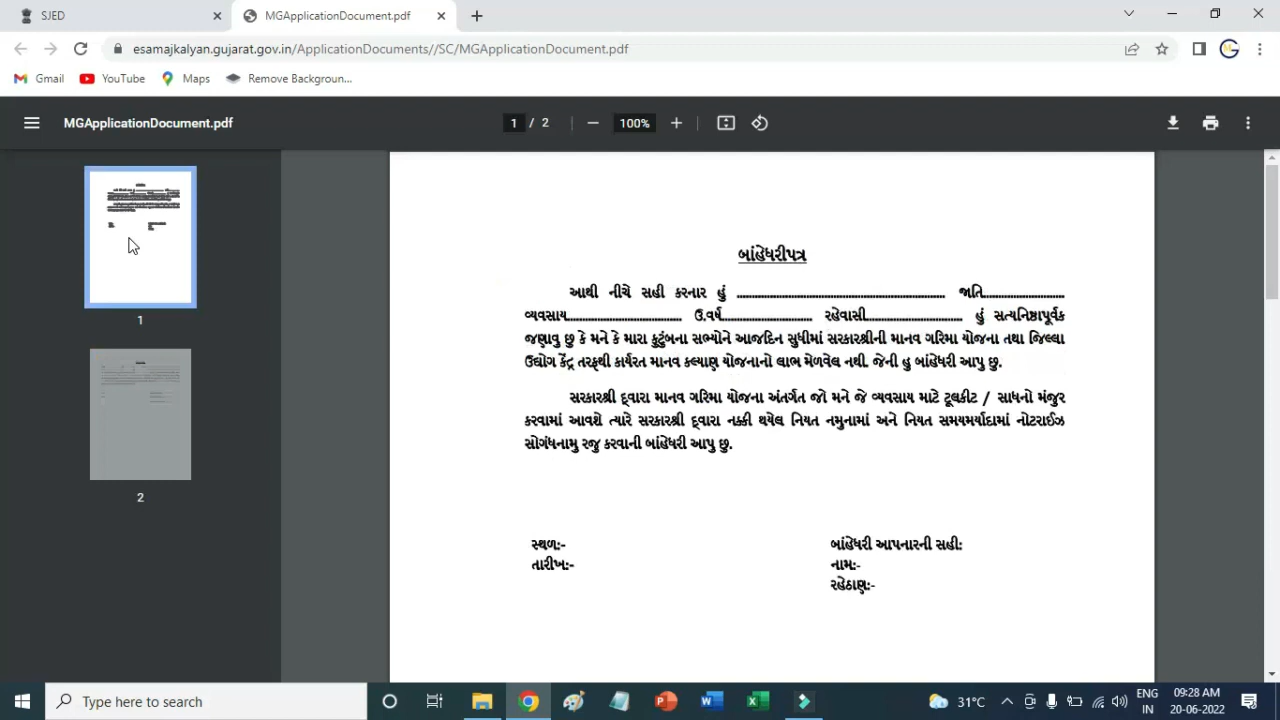 SJED
MGApplicationDocument.pdf
esamajkalyan.gujarat.gov.in/ApplicationDocuments//SC/MGApplicationDocument.pdf
Gmail YouTube Maps Remove Backgroun...
MGApplicationDocument.pdf 1 / 2 100%
1
2
બાંહેધરીપત્ર
આથી નીચે સહી કરનાર હું ........................................................ જાતિ......................
વ્યવસાય............................... ઉ.વર્ષ......................... રહેવાસી.......................... હું સત્યનિષ્ઠાપૂર્વક
જણાવુ છુ કે મને કે મારા કુટુંબના સભ્યોને આજદિન સુધીમાં સરકારશ્રીની માનવ ગરિમા યોજના તથા જિલ્લા
ઉદ્યોગ કેંદ્ર તરફથી કાર્યરત માનવ કલ્યાણ યોજનાનો લાભ મેળવેલ નથી. જેની હુ બાંહેધરી આપુ છુ.
સરકારશ્રી દ્વારા માનવ ગરિમા યોજના અંતર્ગત જો મને જે વ્યવસાય માટે ટૂલકીટ / સાધનો મંજુર
કરવામાં આવશે ત્યારે સરકારશ્રી દ્વારા નક્કી થયેલ નિયત નમુનામાં અને નિયત સમયમર્યાદામાં નોટરાઈઝ
સોગંધનામુ રજુ કરવાની બાંહેધરી આપુ છુ.
સ્થળ:-
તારીખ:-
બાંહેધરી આપનારની સહી:
નામ:-
રહેઠાણ:-
Type here to search
31°C
ENG
IN
09:28 AM
20-06-2022